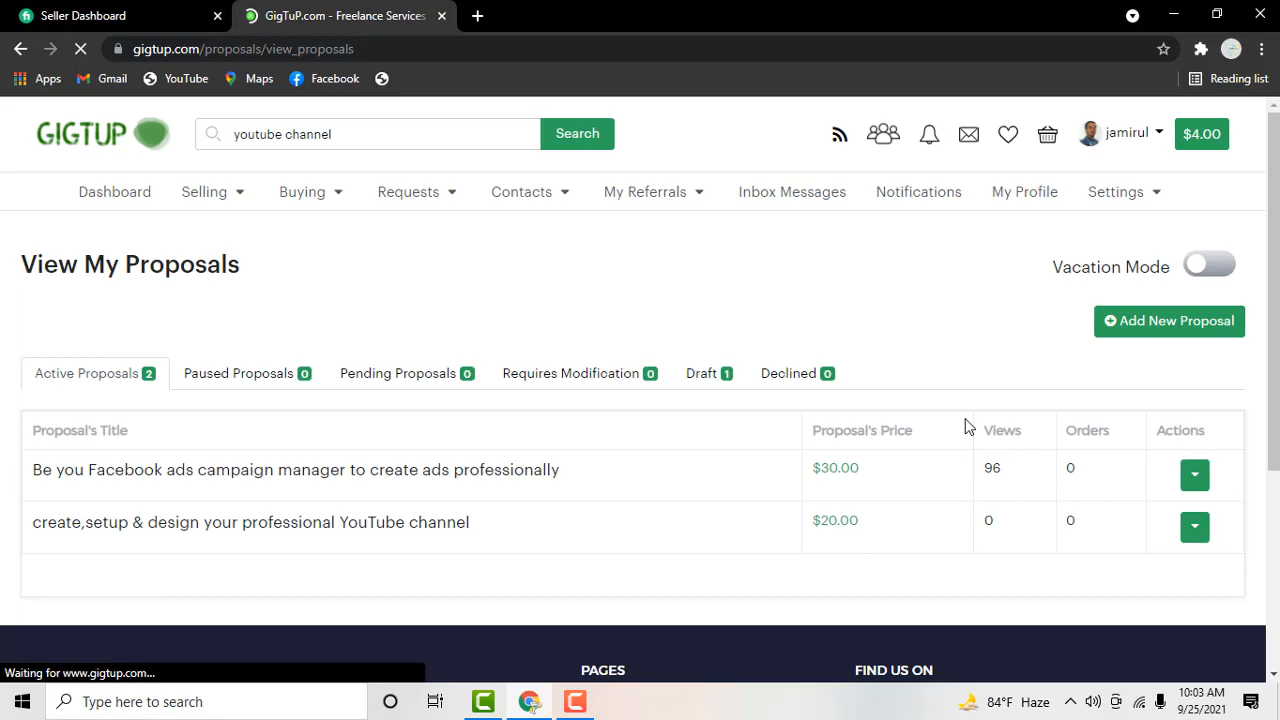 Seller Dashboard
GigTuP.com - Freelance Services
gigtup.com/proposals/view_proposals
Apps Gmail YouTube Maps Facebook Reading list
GIGTUP youtube channel Search jamirul $4.00
Dashboard Selling Buying Requests Contacts My Referrals Inbox Messages Notifications My Profile Settings
View My Proposals
Vacation Mode
Add New Proposal
Active Proposals 2 Paused Proposals 0 Pending Proposals 0 Requires Modification 0 Draft 1 Declined 0
Proposal's Title Proposal's Price Views Orders Actions
Be you Facebook ads campaign manager to create ads professionally $30.00 96 0
create,setup & design your professional YouTube channel $20.00 0 0
PAGES FIND US ON
Waiting for www.gigtup.com...
Type here to search 84°F Haze 10:03 AM
9/25/2021